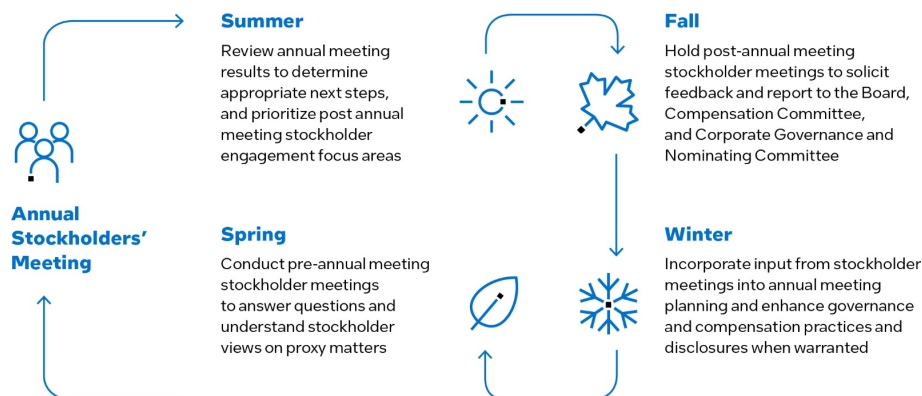 Annual
Stockholders’
Meeting
Summer
Review annual meeting
results to determine
appropriate next steps,
and prioritize post annual
meeting stockholder
engagement focus areas
Fall
Hold post-annual meeting
stockholder meetings to solicit
feedback and report to the Board,
Compensation Committee,
and Corporate Governance and
Nominating Committee
Spring
Conduct pre-annual meeting
stockholder meetings
to answer questions and
understand stockholder
views on proxy matters
Winter
Incorporate input from stockholder
meetings into annual meeting
planning and enhance governance
and compensation practices and
disclosures when warranted